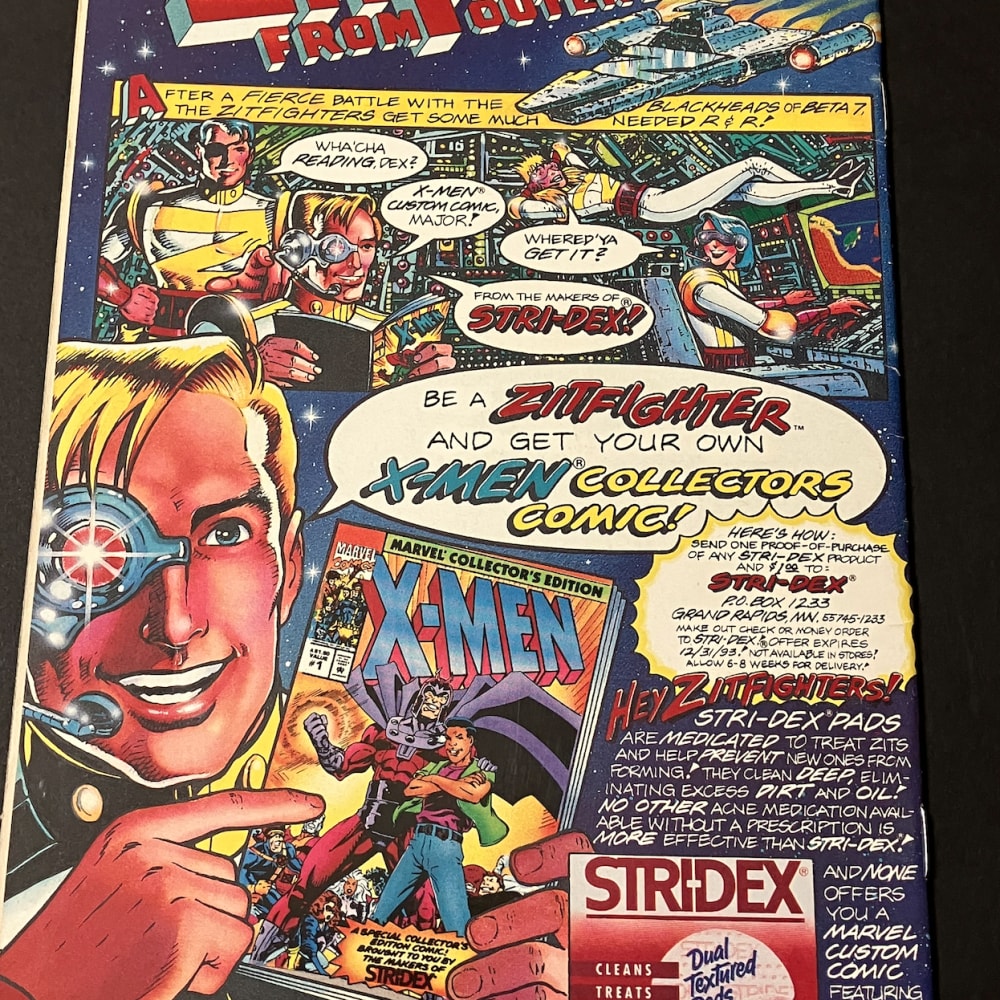 FROM OUTER
AFTER A FIERCE BATTLE WITH THE BLACKHEADS OF BETA 7,
THE ZITFIGHTERS GET SOME MUCH NEEDED R & R!
WHA'CHA
READING, DEX?
X-MEN®
CUSTOM COMIC,
MAJOR!
WHERED'YA
GET IT?
FROM THE MAKERS OF
STRI-DEX!®
X-MEN
BE A ZITFIGHTER™
AND GET YOUR OWN
X-MEN® COLLECTORS
COMIC!
HERE'S HOW:
SEND ONE PROOF-OF-PURCHASE
OF ANY STRI-DEX PRODUCT
AND $1.00 TO:
STRI-DEX®
P.O. BOX 1233
GRAND RAPIDS, MN. 55745-1233
MAKE OUT CHECK OR MONEY ORDER
TO STRI-DEX! OFFER EXPIRES
12/31/93. NOT AVAILABLE IN STORES!
ALLOW 6-8 WEEKS FOR DELIVERY.
MARVEL
COMICS
MARVEL COLLECTOR'S EDITION
X-MEN
A $1.50
VALUE
#1
A SPECIAL COLLECTOR'S
EDITION COMIC!
BROUGHT TO YOU BY
THE MAKERS OF
STRIDEX
HEY ZITFIGHTERS!
STRI-DEX® PADS
ARE MEDICATED TO TREAT ZITS
AND HELP PREVENT NEW ONES FROM
FORMING! THEY CLEAN DEEP, ELIM-
INATING EXCESS DIRT AND OIL!
NO OTHER ACNE MEDICATION AVAIL-
ABLE WITHOUT A PRESCRIPTION IS
MORE EFFECTIVE THAN STRI-DEX!
AND NONE
OFFERS
YOU A
MARVEL
CUSTOM
COMIC
FEATURING
STRI-DEX®
Dual
Textured
Pads
CLEANS
TREATS